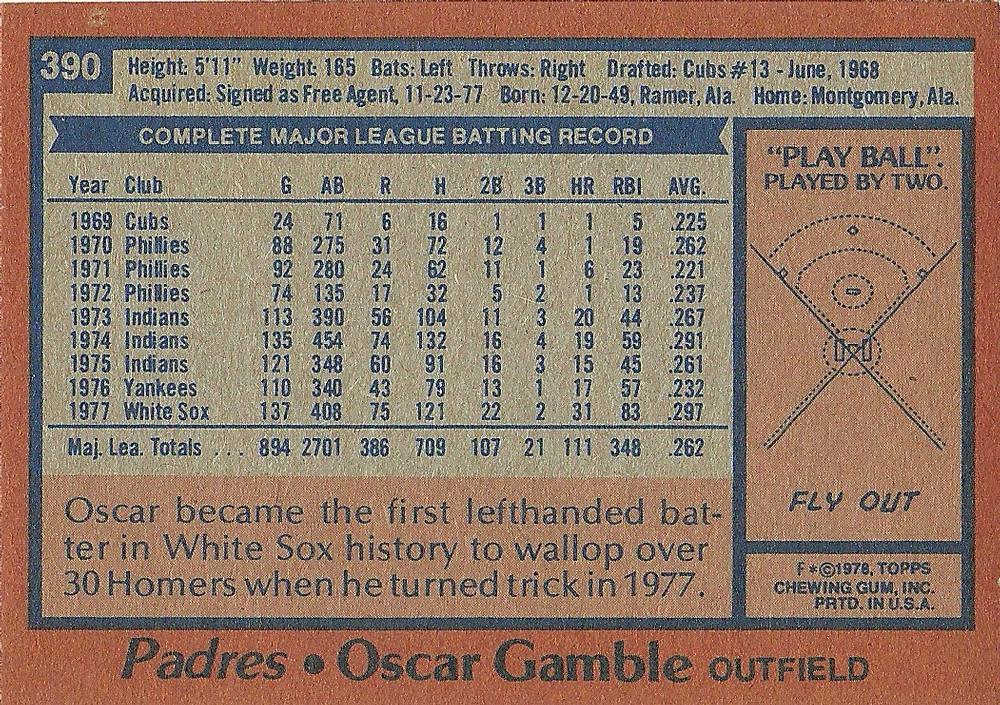 390
Height: 5'11" Weight: 165 Bats: Left Throws: Right Drafted: Cubs #13 - June, 1968
Acquired: Signed as Free Agent, 11-23-77 Born: 12-20-49, Ramer, Ala. Home: Montgomery, Ala.
COMPLETE MAJOR LEAGUE BATTING RECORD
Year Club G AB R H 2B 3B HR RBI AVG.
1969 Cubs 24 71 6 16 1 1 1 5 .225
1970 Phillies 88 275 31 72 12 4 1 19 .262
1971 Phillies 92 280 24 62 11 1 6 23 .221
1972 Phillies 74 135 17 32 5 2 1 13 .237
1973 Indians 113 390 56 104 11 3 20 44 .267
1974 Indians 135 454 74 132 16 4 19 59 .291
1975 Indians 121 348 60 91 16 3 15 45 .261
1976 Yankees 110 340 43 79 13 1 17 57 .232
1977 White Sox 137 408 75 121 22 2 31 83 .297
Maj. Lea. Totals ... 894 2701 386 709 107 21 111 348 .262
Oscar became the first lefthanded bat-
ter in White Sox history to wallop over
30 Homers when he turned trick in 1977.
"PLAY BALL".
PLAYED BY TWO.
FLY OUT
F*©1978, TOPPS
CHEWING GUM, INC.
PRTD. IN U.S.A.
Padres • Oscar Gamble OUTFIELD